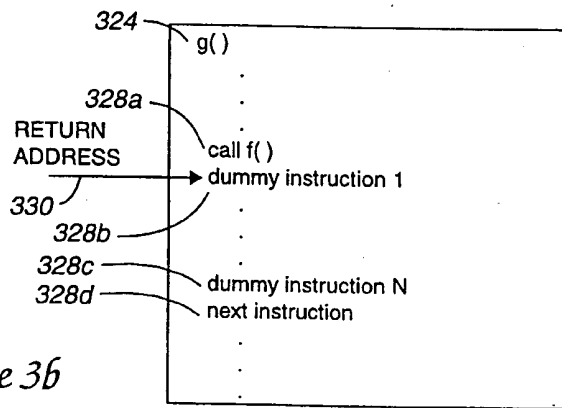 324
g( )
328a
RETURN
ADDRESS
call f( )
dummy instruction 1
330
328b
328c
dummy instruction N
328d
next instruction
e 3b